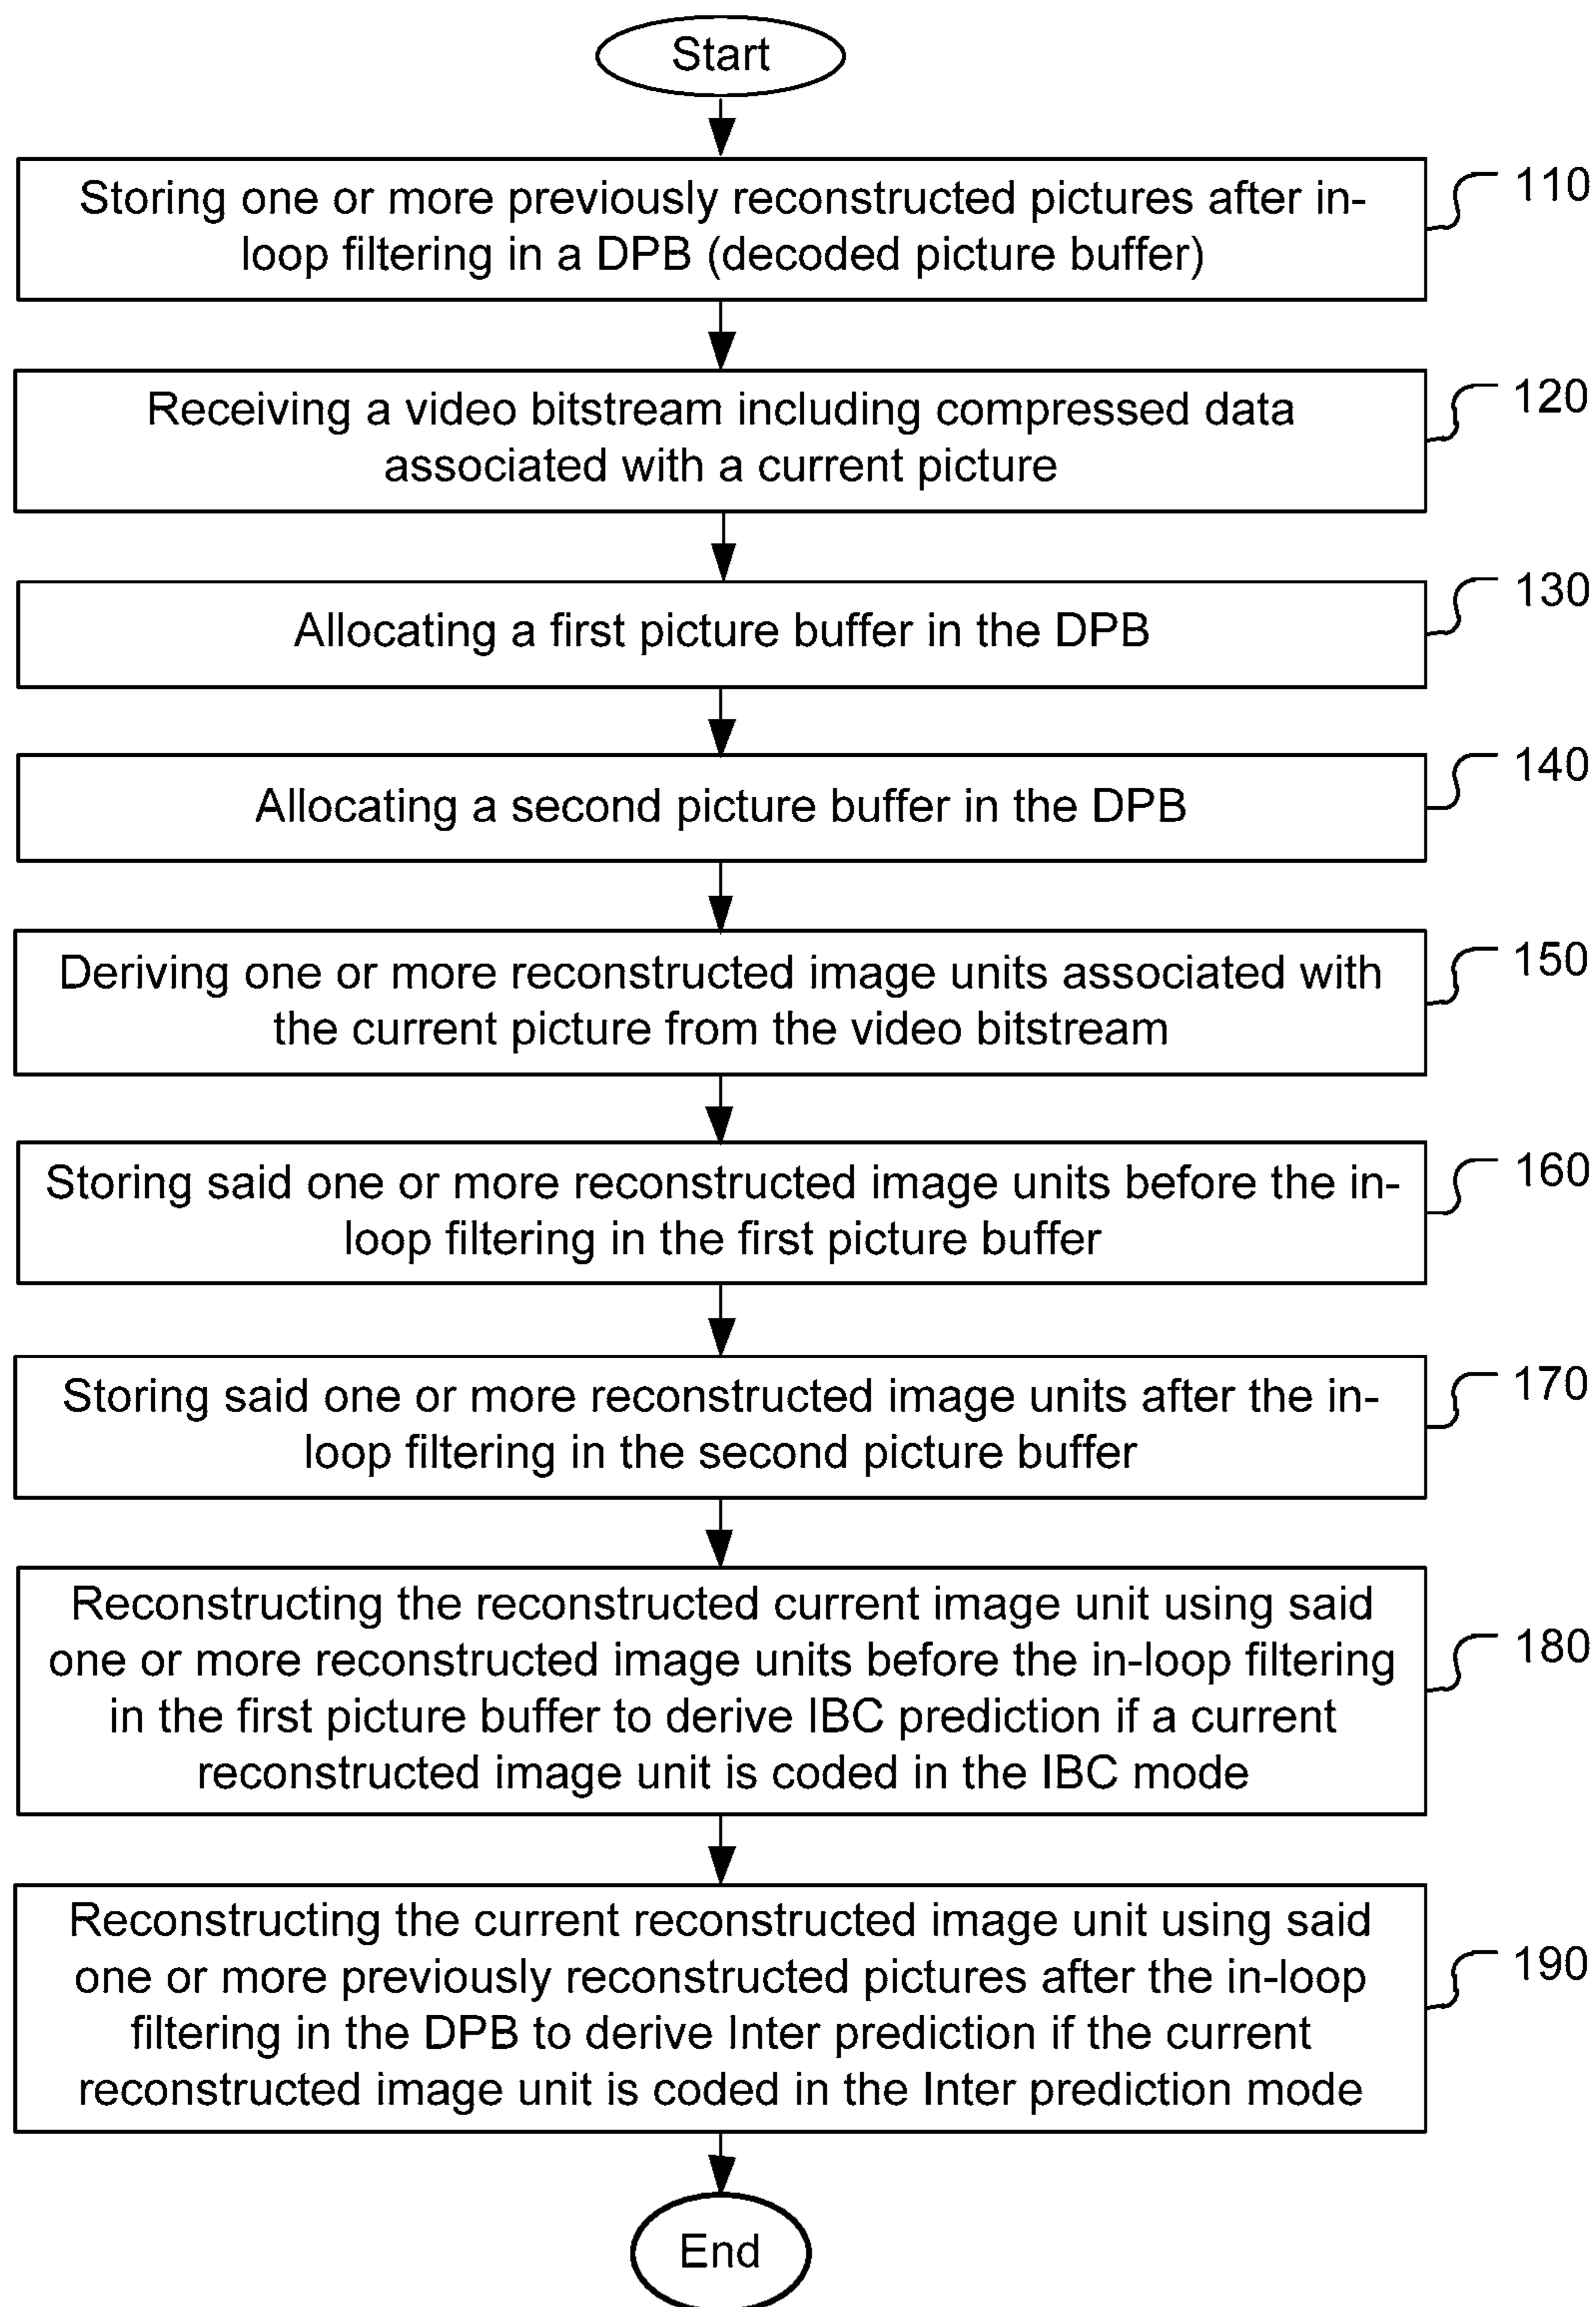 Start
Storing one or more previously reconstructed pictures after in-
loop filtering in a DPB (decoded picture buffer)
110
Receiving a video bitstream including compressed data
associated with a current picture
120
Allocating a first picture buffer in the DPB
130
Allocating a second picture buffer in the DPB
140
Deriving one or more reconstructed image units associated with
the current picture from the video bitstream
150
Storing said one or more reconstructed image units before the in-
loop filtering in the first picture buffer
160
Storing said one or more reconstructed image units after the in-
loop filtering in the second picture buffer
170
Reconstructing the reconstructed current image unit using said
one or more reconstructed image units before the in-loop filtering
in the first picture buffer to derive IBC prediction if a current
reconstructed image unit is coded in the IBC mode
180
Reconstructing the current reconstructed image unit using said
one or more previously reconstructed pictures after the in-loop
filtering in the DPB to derive Inter prediction if the current
reconstructed image unit is coded in the Inter prediction mode
190
End